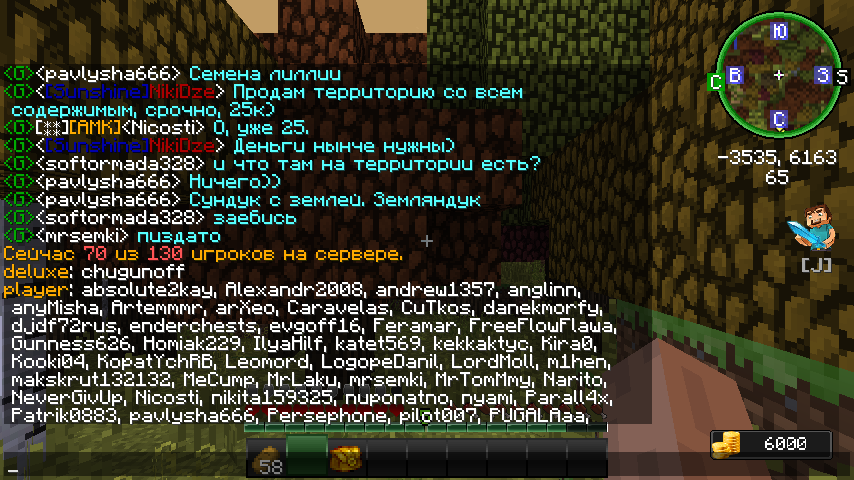 <G><pavlysha666> Семена лиллии
<G><[Sunshine]NikiDze> Продам территорию со всем
содержимым, срочно, 25к)
<G>[⁂][АМК]<Nicosti> О, уже 25.
<G><[Sunshine]NikiDze> Деньги нынче нужны)
<G><softormada328> и что там на территории есть?
<G><pavlysha666> Ничего))
<G><pavlysha666> Сундук с землей. Земляндук
<G><softormada328> заебись
<G><mrsemki> пиздато
Сейчас 70 из 130 игроков на сервере.
deluxe: chugunoff
player: absolute2kay, Alexandr2008, andrew1357, anglinn,
anyMisha, Artemmmr, arXeo, Caravelas, CuTkos, danekmorfy,
djdf72rus, enderchests, evgoff16, Feramar, FreeFlowFlawa,
Gunness626, Homiak229, IlyaHilf, katet569, kekkaktyc, Kira0,
Kooki04, KopatYchRB, Leomord, LogopeDanil, LordMoll, m1hen,
makskrut132132, MeCump, MrLaku, mrsemki, MrTomMmy, Narito,
NeverGivUp, Nicosti, nikita159325, nuponatno, nyami, Parall4x,
Patrik0883, pavlysha666, Persephone, pilot007, PUGALAaa,
Ю
С В З S
С
-3535, 6163
65
[J]
58
6000
_